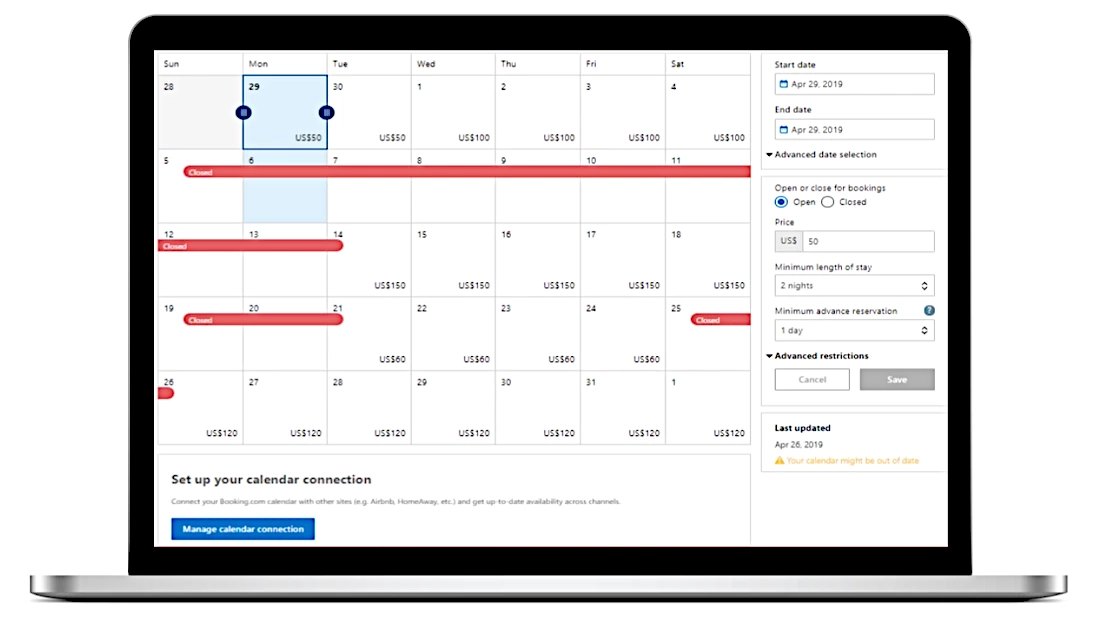 Sun Mon Tue Wed Thu Fri Sat
28 29 30 1 2 3 4
US$50 US$50 US$100 US$100 US$100 US$100
5 6 7 8 9 10 11
Closed
12 13 14 15 16 17 18
Closed
US$150 US$150 US$150 US$150 US$150
19 20 21 22 23 24 25
Closed Closed
US$60 US$60 US$60 US$60
26 27 28 29 30 31 1
US$120 US$120 US$120 US$120 US$120 US$120 US$120
Set up your calendar connection
Connect your Booking.com calendar with other sites (e.g. Airbnb, HomeAway, etc.) and get up-to-date availability across channels.
Manage calendar connection
Start date
Apr 29, 2019
End date
Apr 29, 2019
Advanced date selection
Open or close for bookings
Open Closed
Price
US$ 50
Minimum length of stay
2 nights
Minimum advance reservation ?
1 day
Advanced restrictions
Cancel Save
Last updated
Apr 26, 2019
Your calendar might be out of date